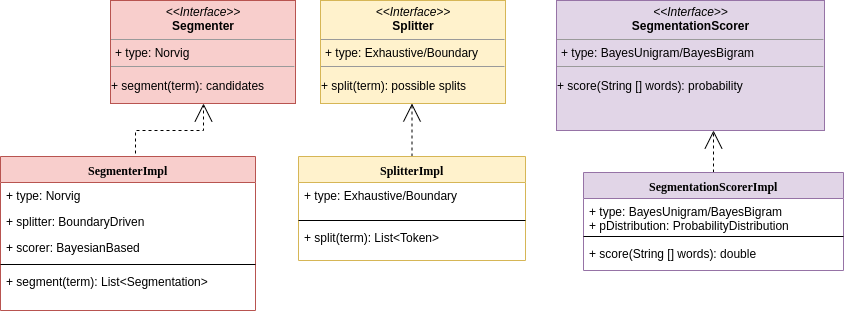 <<Interface>>
Segmenter
+ type: Norvig
+ segment(term): candidates
<<Interface>>
Splitter
+ type: Exhaustive/Boundary
+ split(term): possible splits
<<Interface>>
SegmentationScorer
+ type: BayesUnigram/BayesBigram
+ score(String [] words): probability
SegmenterImpl
+ type: Norvig
+ splitter: BoundaryDriven
+ scorer: BayesianBased
+ segment(term): List<Segmentation>
SplitterImpl
+ type: Exhaustive/Boundary
+ split(term): List<Token>
SegmentationScorerImpl
+ type: BayesUnigram/BayesBigram
+ pDistribution: ProbabilityDistribution
+ score(String [] words): double